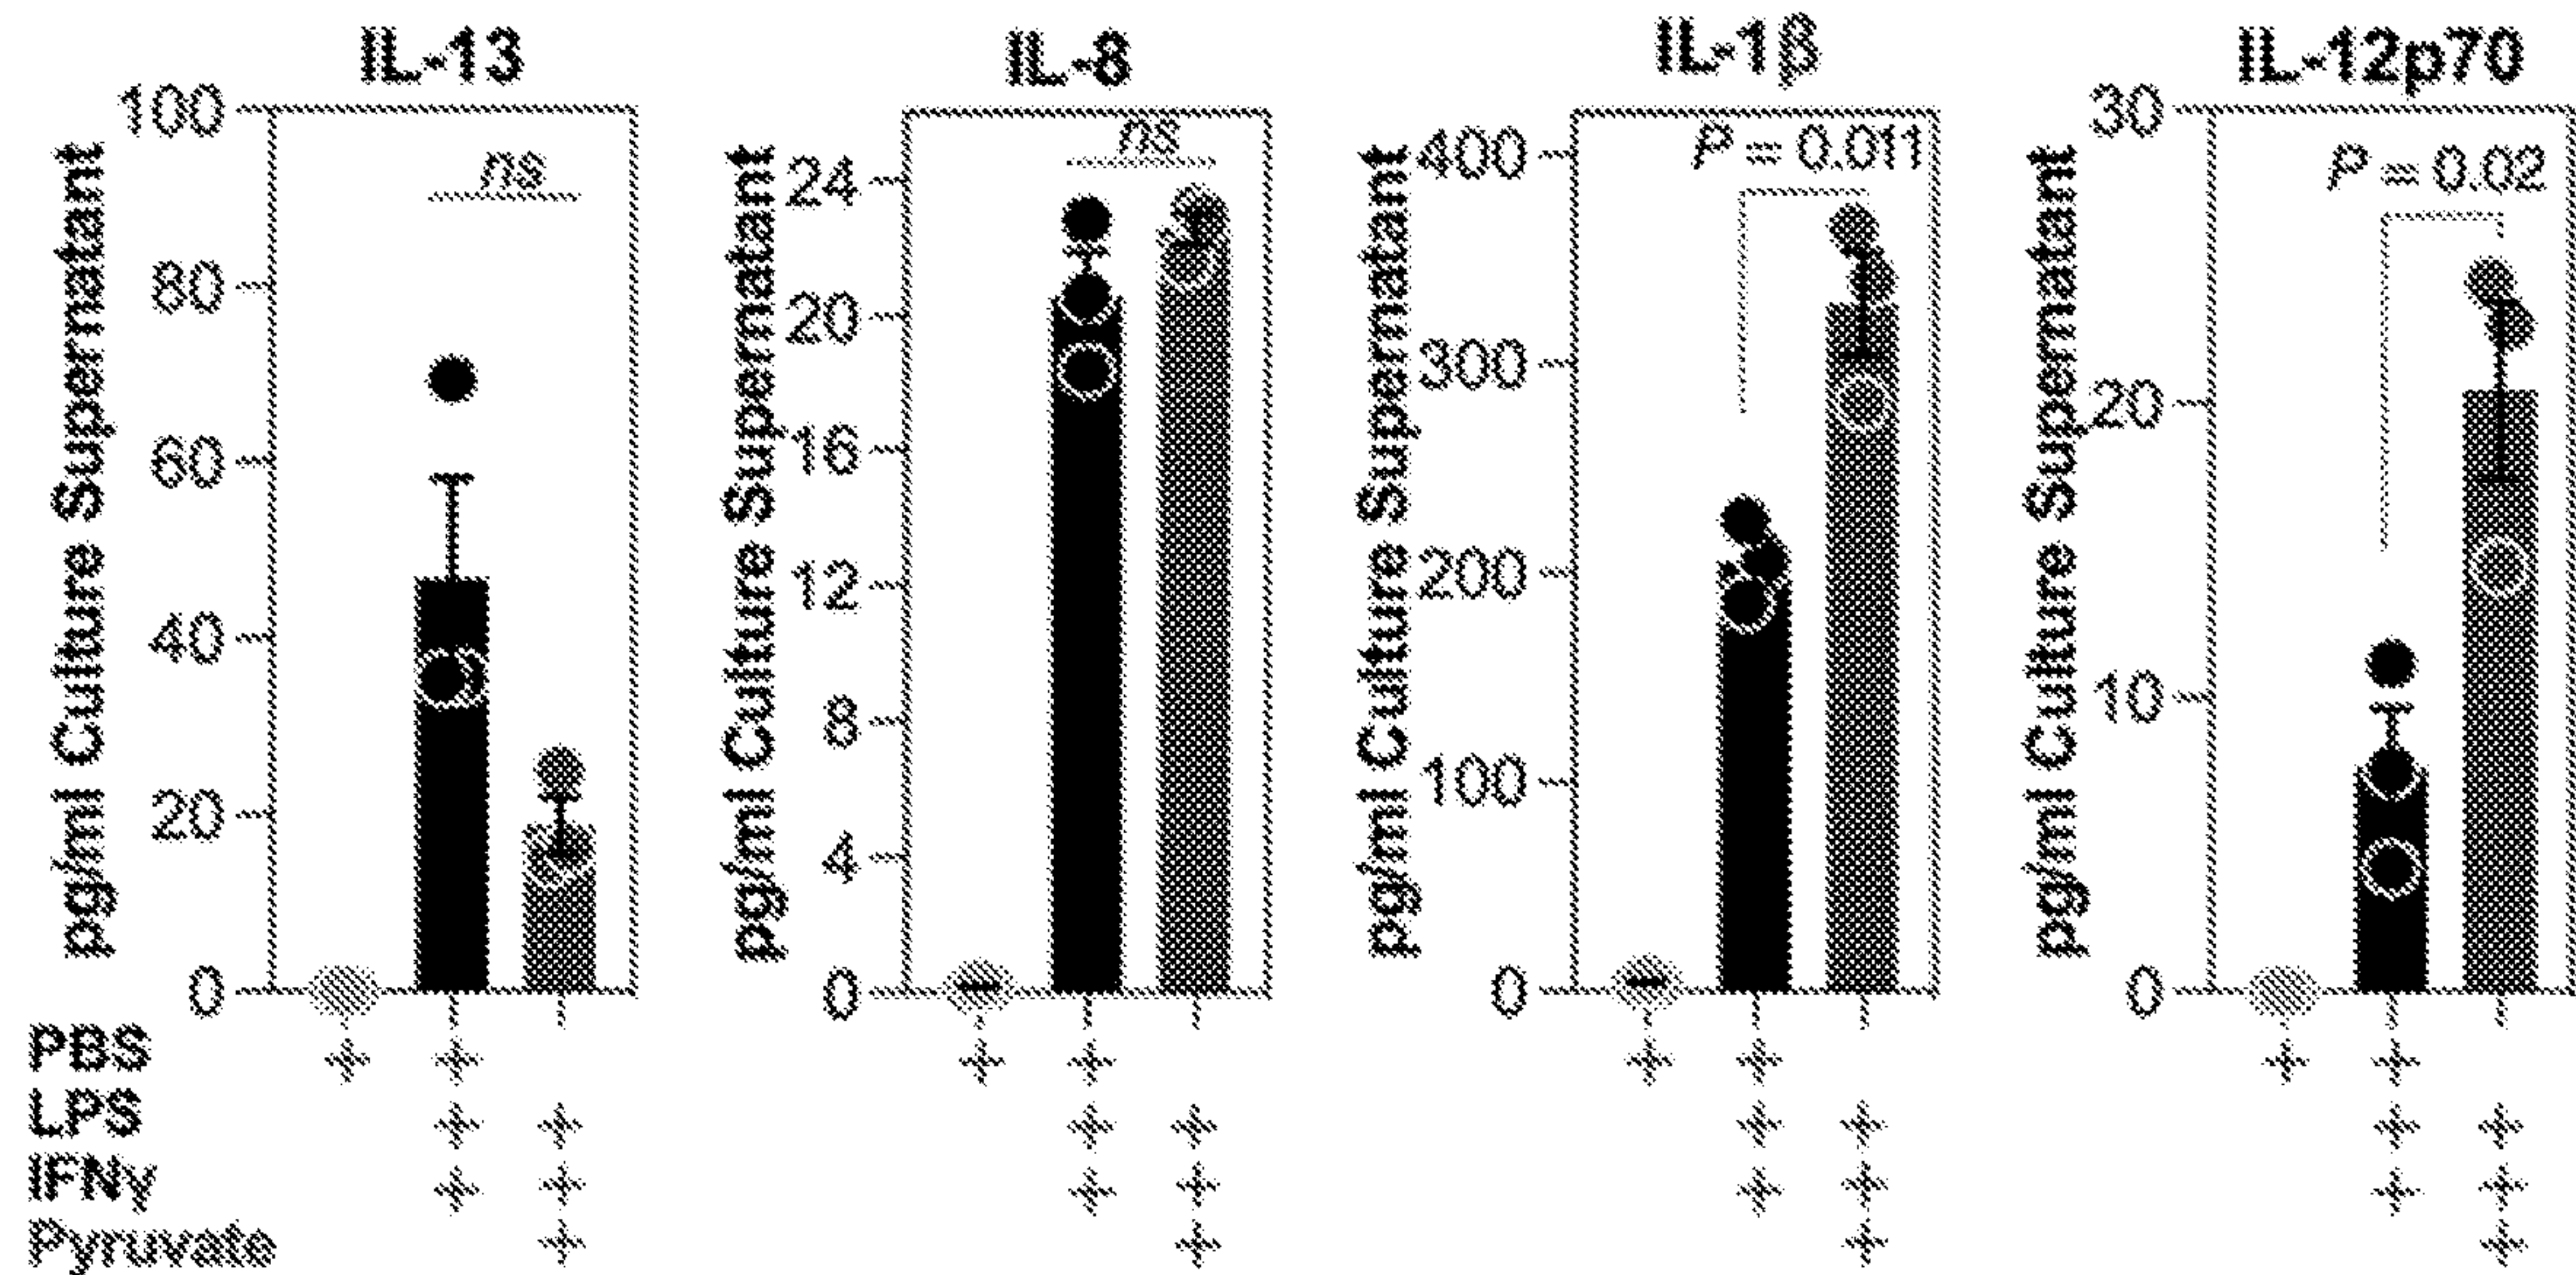 IL-13
IL-8
IL-1β
IL-12p70
pg/ml Culture Supernatant
100
80
60
40
20
0
ns
pg/ml Culture Supernatant
24
20
16
12
8
4
0
ns
pg/ml Culture Supernatant
400
300
200
100
0
P = 0.011
pg/ml Culture Supernatant
30
20
10
0
P = 0.02
PBS + + + + + + + +
LPS + + + + + + + +
IFNγ + + + + + + + +
Pyruvate + + + +